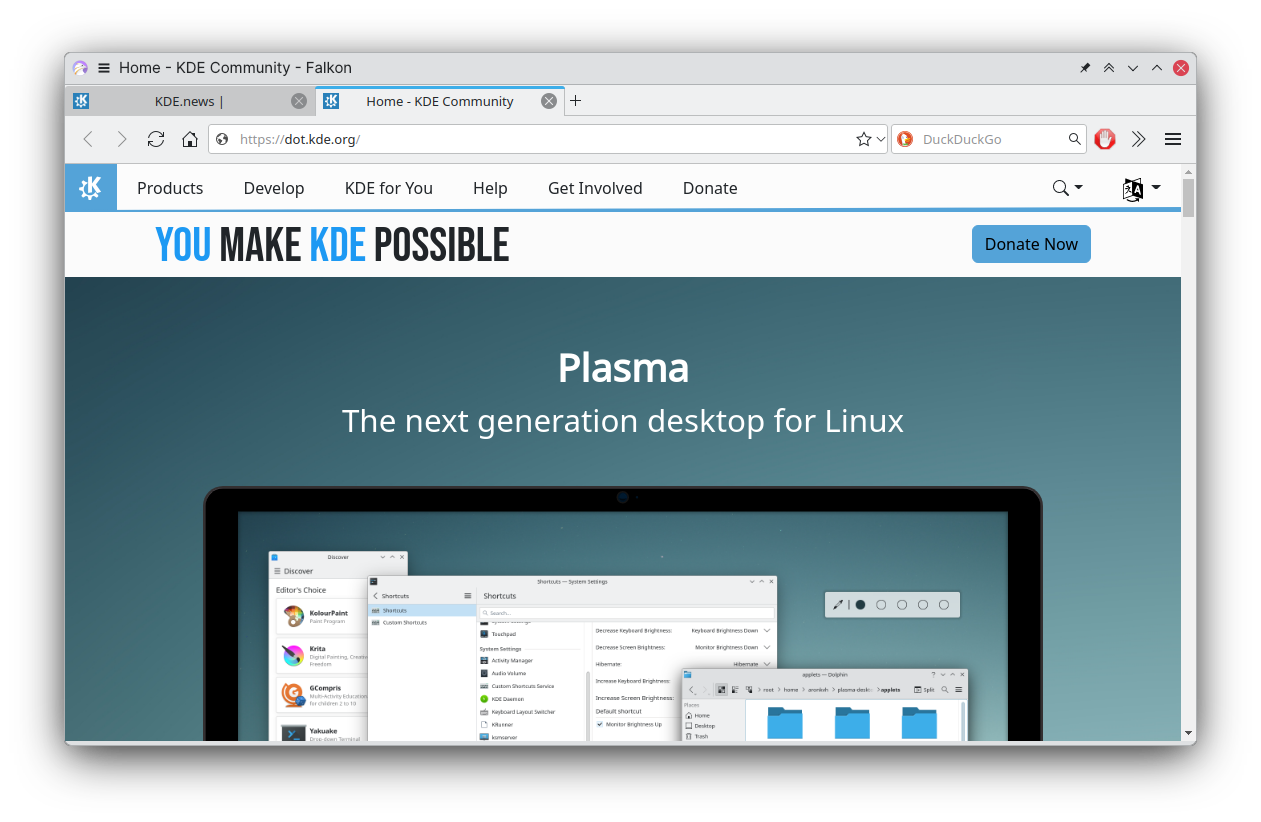 Home - KDE Community - Falkon
KDE.news |
Home - KDE Community
https://dot.kde.org/
DuckDuckGo
Products Develop KDE for You Help Get Involved Donate
YOU MAKE KDE POSSIBLE
Donate Now
Plasma
The next generation desktop for Linux
Discover
Discover
Editor's Choice
KolourPaint
Paint Program
Krita
Digital Painting, Creative
Freedom
GCompris
Multi-Activity Education
for children 2 to 10
Yakuake
Drop-down Terminal
Shortcuts — System Settings
Shortcuts
Shortcuts
Custom Shortcuts
Shortcuts
Search...
Touchpad
System Settings
Activity Manager
Audio Volume
Custom Shortcuts Service
KDE Daemon
Keyboard Layout Switcher
KRunner
ksmserver
Decrease Keyboard Brightness: Keyboard Brightness Down
Decrease Screen Brightness: Monitor Brightness Down
Hibernate: Hibernate
Increase Keyboard Brightness:
Increase Screen Brightness:
Default shortcut
Monitor Brightness Up
applets — Dolphin
root home plasma-deskt applets Split
Places
Home
Desktop
Trash